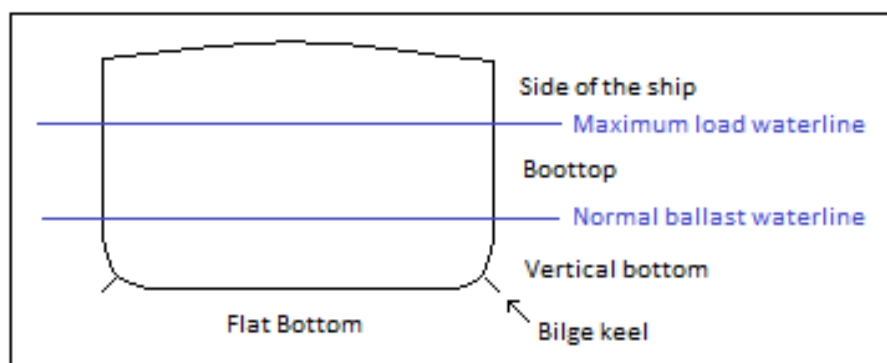 Side of the ship
Maximum load waterline
Boottop
Normal ballast waterline
Vertical bottom
Flat Bottom
Bilge keel